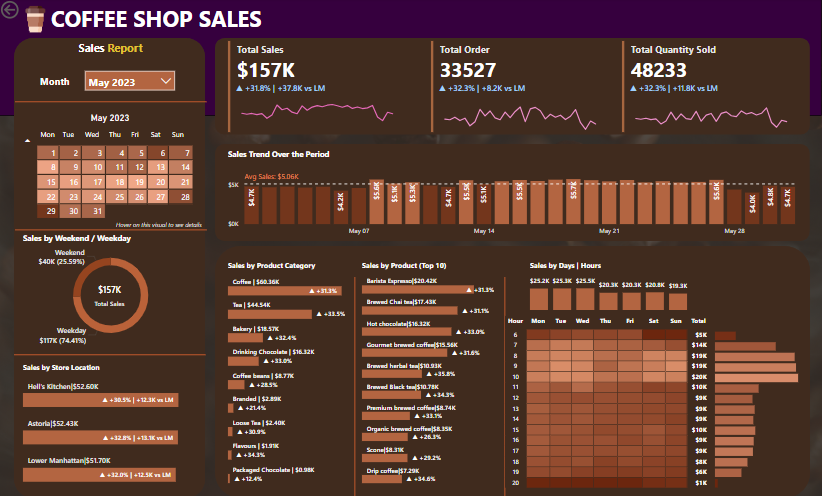 COFFEE SHOP SALES
Sales Report
Month
May 2023
May 2023
Mon Tue Wed Thu Fri Sat Sun
1 2 3 4 5 6 7
8 9 10 11 12 13 14
15 16 17 18 19 20 21
22 23 24 25 26 27 28
29 30 31
Hover on this visual to see details
Sales by Weekend / Weekday
Weekend
$40K (25.59%)
$157K
Total Sales
Weekday
$117K (74.41%)
Sales by Store Location
Hell's Kitchen|$52.60K
▲ +30.5% | +12.3K vs LM
Astoria|$52.43K
▲ +32.8% | +13.1K vs LM
Lower Manhattan|$51.70K
▲ +32.0% | +12.5K vs LM
Total Sales
$157K
▲ +31.8% | +37.8K vs LM
Total Order
33527
▲ +32.3% | +8.2K vs LM
Total Quantity Sold
48233
▲ +32.3% | +11.8K vs LM
Sales Trend Over the Period
Avg Sales: $5.06K
$5K
$0K
$4.7K $4.2K $5.6K $5.1K $5.3K $4.7K $5.5K $5.1K $5.5K $5.7K $5.6K $4.0K $4.8K $4.7K
May 07 May 14 May 21 May 28
Sales by Product Category
Coffee | $60.36K
▲ +31.3%
Tea | $44.54K
▲ +33.5%
Bakery | $18.57K
▲ +32.4%
Drinking Chocolate | $16.32K
▲ +33.0%
Coffee beans | $8.77K
▲ +28.5%
Branded | $2.89K
▲ +21.4%
Loose Tea | $2.40K
▲ +30.9%
Flavours | $1.91K
▲ +34.3%
Packaged Chocolate | $0.98K
▲ +12.4%
Sales by Product (Top 10)
Barista Espresso|$20.42K
▲ +31.3%
Brewed Chai tea|$17.43K
▲ +31.1%
Hot chocolate|$16.32K
▲ +33.0%
Gourmet brewed coffee|$15.56K
▲ +31.6%
Brewed herbal tea|$10.93K
▲ +35.8%
Brewed Black tea|$10.78K
▲ +34.3%
Premium brewed coffee|$8.74K
▲ +33.1%
Organic brewed coffee|$8.35K
▲ +26.3%
Scone|$8.31K
▲ +29.2%
Drip coffee|$7.29K
▲ +34.6%
Sales by Days | Hours
$25.2K $25.3K $25.5K $20.3K $20.3K $20.8K $19.3K
Hour Mon Tue Wed Thu Fri Sat Sun Total
6 $5K
7 $14K
8 $19K
9 $19K
10 $20K
11 $10K
12 $9K
13 $9K
14 $9K
15 $10K
16 $9K
17 $9K
18 $8K
19 $6K
20 $1K